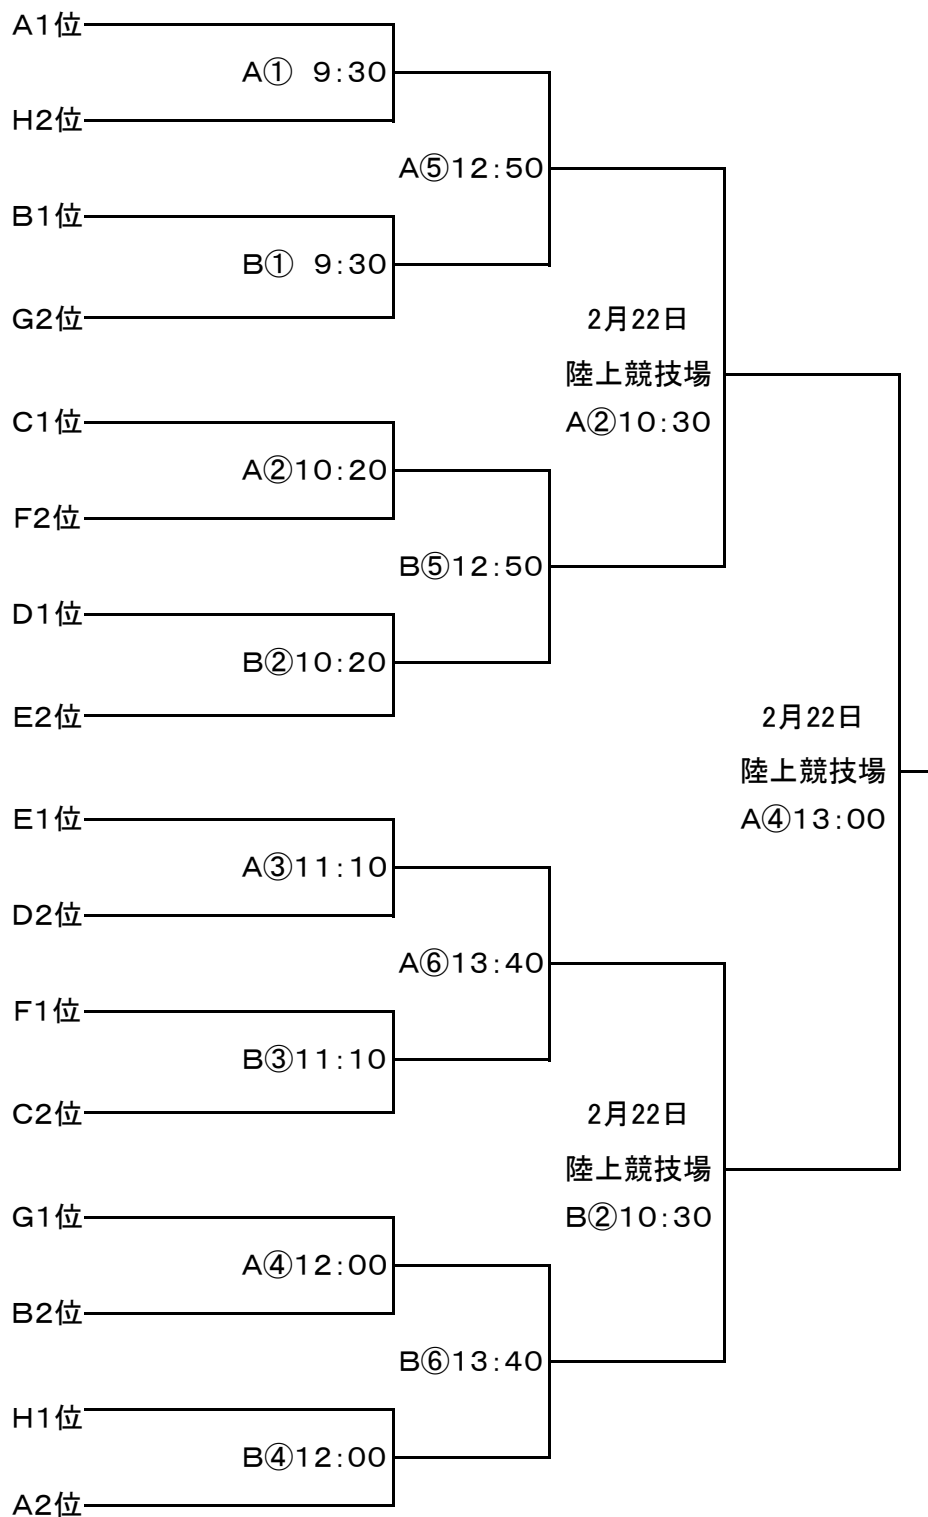 A1位
A① 9:30
H2位
A⑤12:50
B1位
B① 9:30
G2位
2月22日
陸上競技場
A②10:30
C1位
A②10:20
F2位
B⑤12:50
D1位
B②10:20
E2位
2月22日
陸上競技場
A④13:00
E1位
A③11:10
D2位
A⑥13:40
F1位
B③11:10
C2位
2月22日
陸上競技場
B②10:30
G1位
A④12:00
B2位
B⑥13:40
H1位
B④12:00
A2位